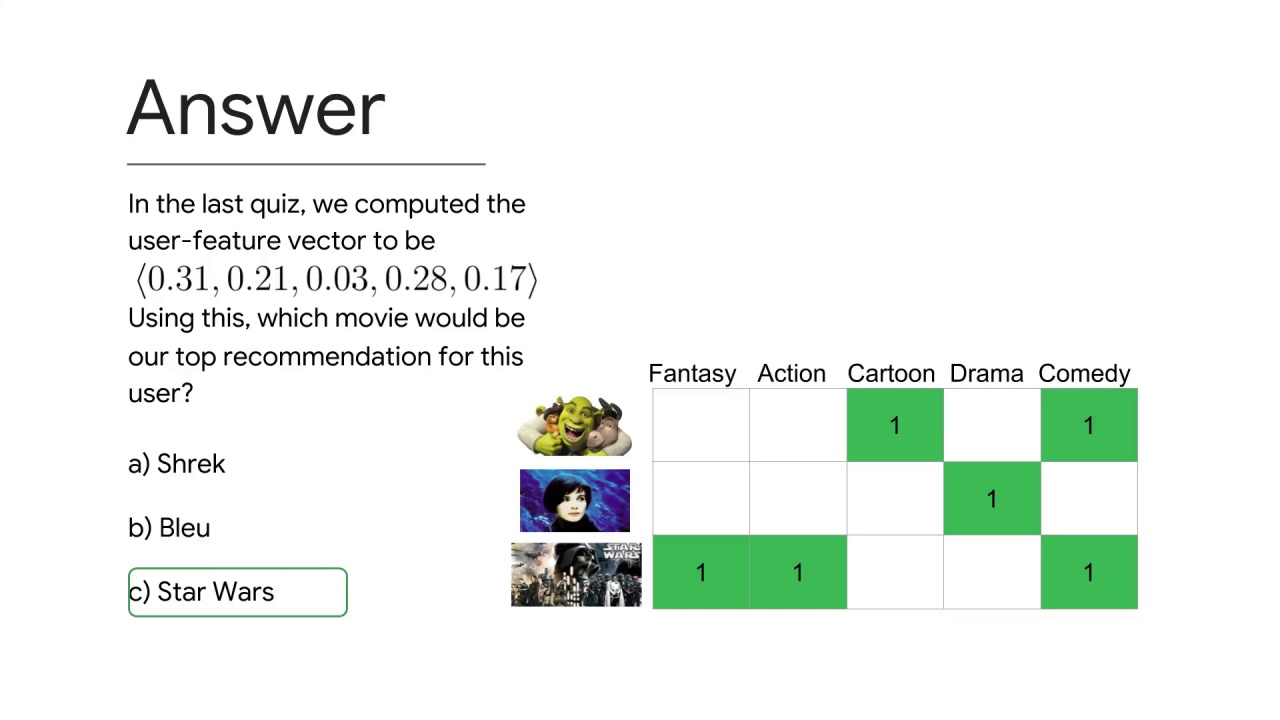 Answer
In the last quiz, we computed the
user-feature vector to be
⟨0.31, 0.21, 0.03, 0.28, 0.17⟩
Using this, which movie would be
our top recommendation for this
user?
a) Shrek
b) Bleu
c) Star Wars
Fantasy Action Cartoon Drama Comedy
1 1
1
STAR WARS
1 1 1